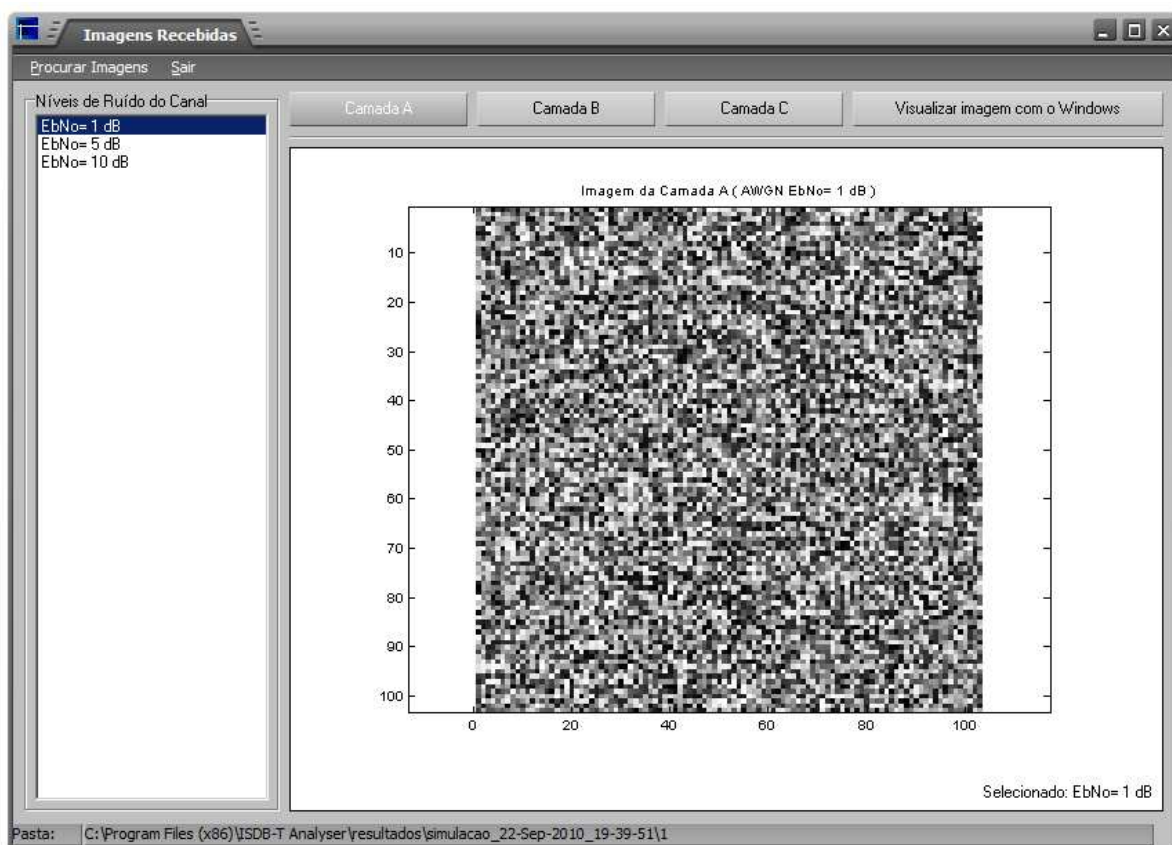 Imagens Recebidas
Procurar Imagens Sair
Níveis de Ruído do Canal
EbNo= 1 dB
EbNo= 5 dB
EbNo= 10 dB
Camada A Camada B Camada C Visualizar imagem com o Windows
Imagem da Camada A ( AWGN EbNo= 1 dB )
10
20
30
40
50
60
70
80
90
100
0 20 40 60 80 100
Selecionado: EbNo= 1 dB
Pasta: C:\Program Files (x86)\ISDB-T Analyser\resultados\simulacao_22-Sep-2010_19-39-51\1